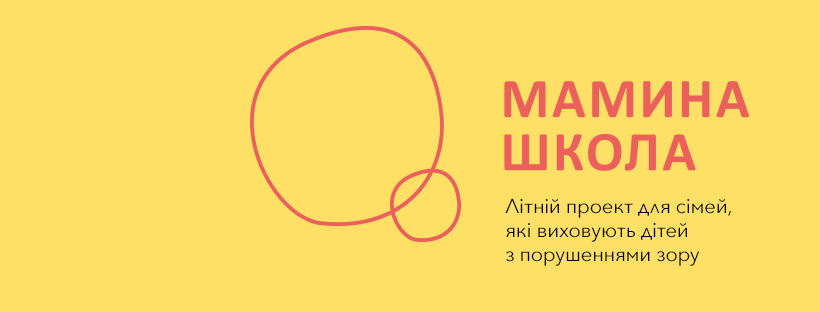 МАМИНА
ШКОЛА
Літній проект для сімей,
які виховують дітей
з порушеннями зору